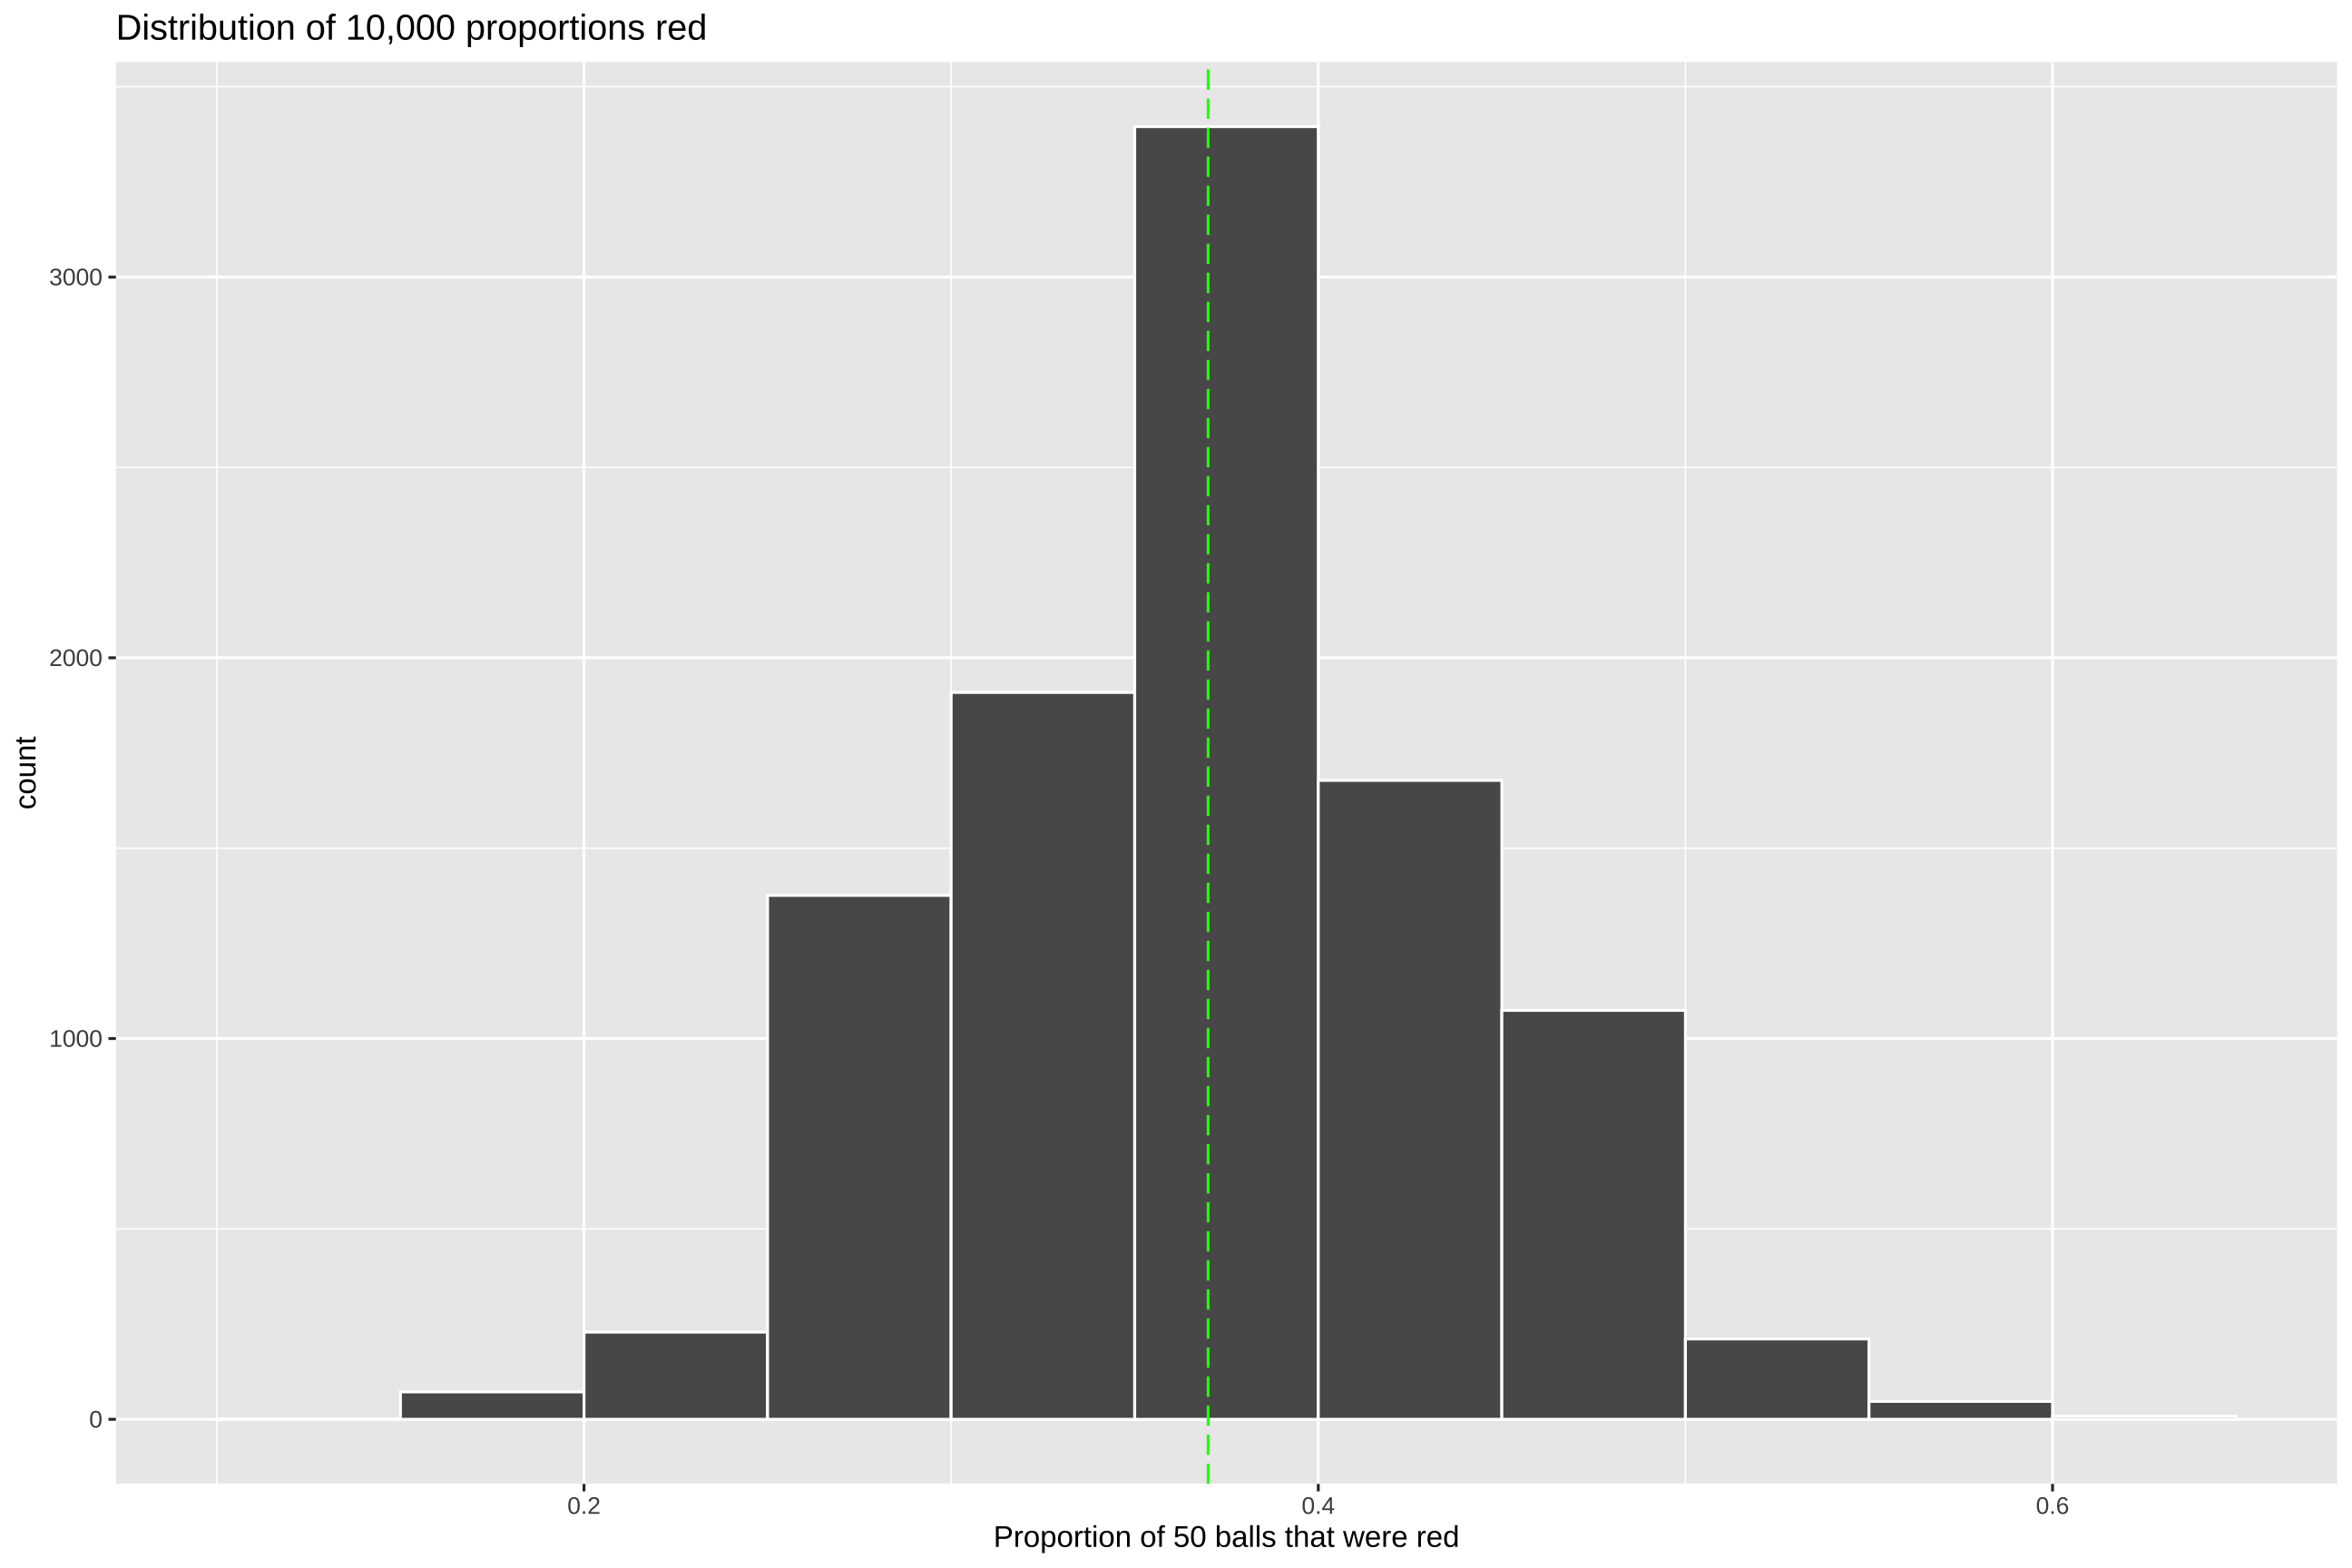 Distribution of 10,000 proportions red
3000
2000
1000
0
count
0.2
0.4
0.6
Proportion of 50 balls that were red